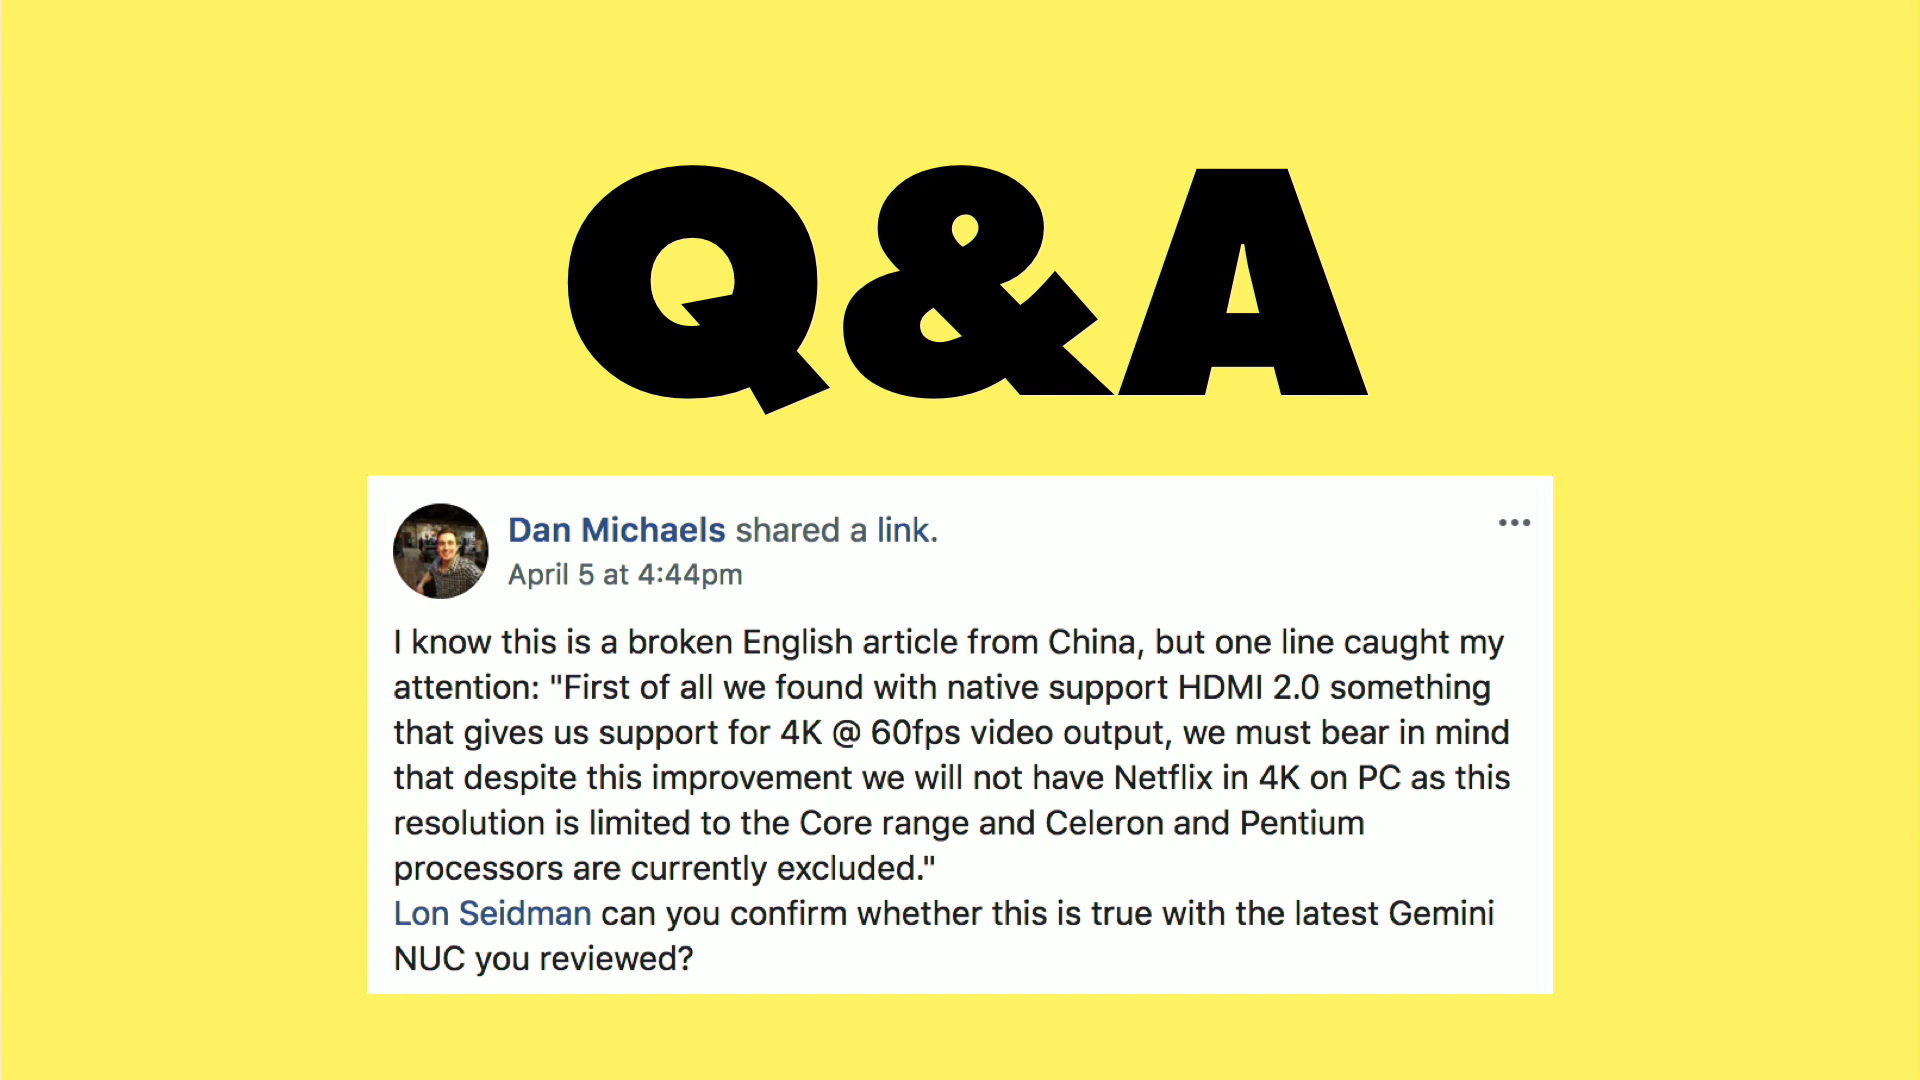 Q&A
Dan Michaels shared a link.
April 5 at 4:44pm
I know this is a broken English article from China, but one line caught my
attention: "First of all we found with native support HDMI 2.0 something
that gives us support for 4K @ 60fps video output, we must bear in mind
that despite this improvement we will not have Netflix in 4K on PC as this
resolution is limited to the Core range and Celeron and Pentium
processors are currently excluded."
Lon Seidman can you confirm whether this is true with the latest Gemini
NUC you reviewed?